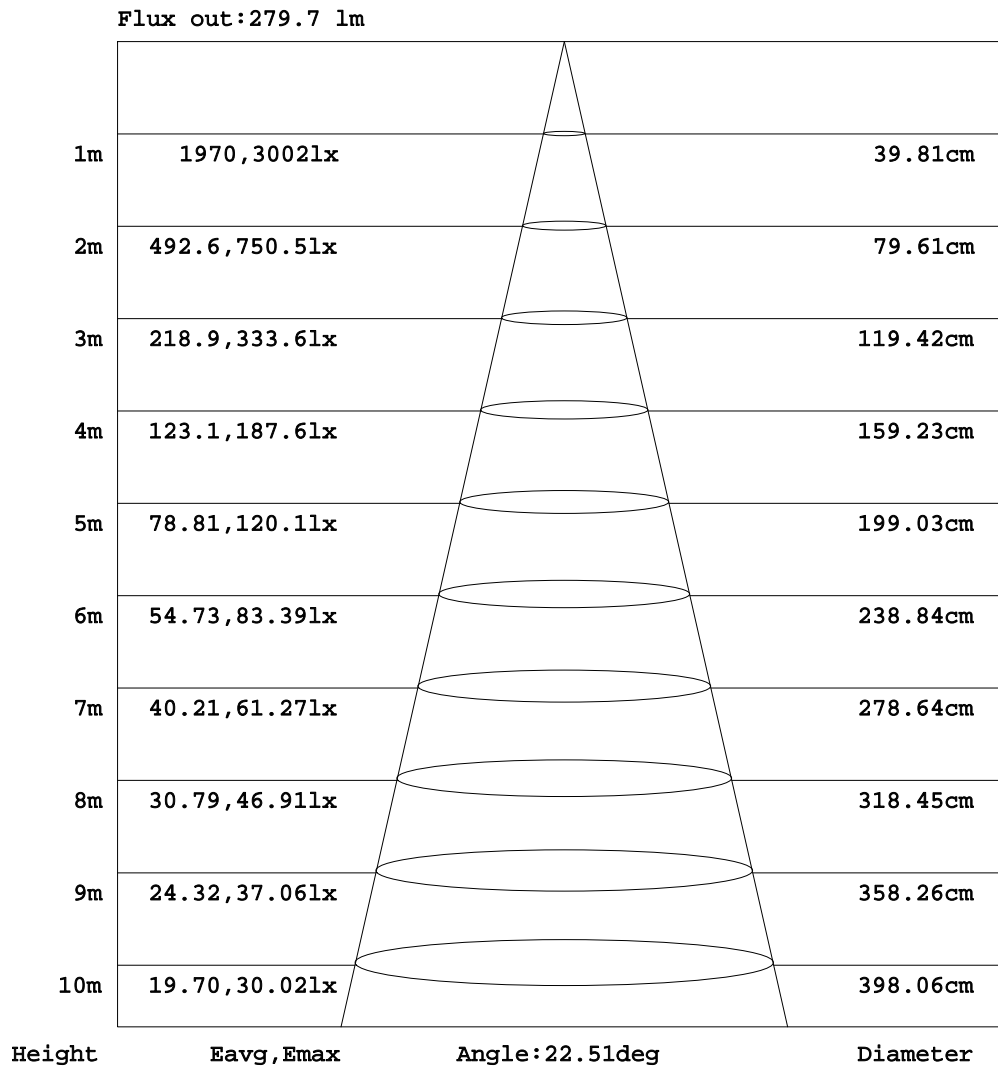 Flux out:279.7 lm
1m 1970,3002lx 39.81cm
2m 492.6,750.5lx 79.61cm
3m 218.9,333.6lx 119.42cm
4m 123.1,187.6lx 159.23cm
5m 78.81,120.1lx 199.03cm
6m 54.73,83.39lx 238.84cm
7m 40.21,61.27lx 278.64cm
8m 30.79,46.91lx 318.45cm
9m 24.32,37.06lx 358.26cm
10m 19.70,30.02lx 398.06cm
Height Eavg,Emax Angle:22.51deg Diameter